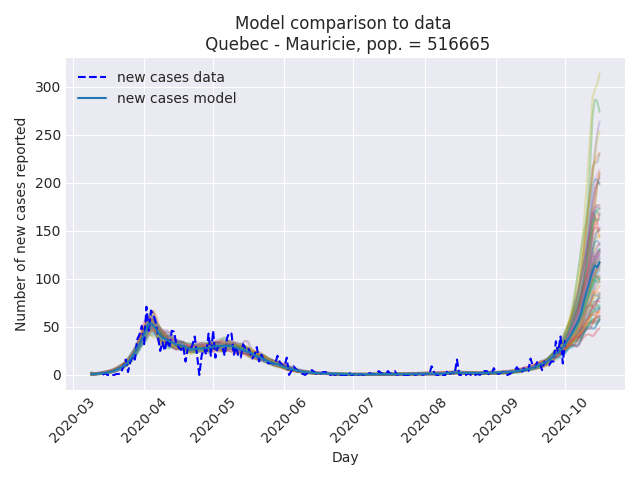 Model comparison to data
Quebec - Mauricie, pop. = 516665
new cases data
new cases model
Number of new cases reported
300
250
200
150
100
50
0
2020-03
2020-04
2020-05
2020-06
2020-07
2020-08
2020-09
2020-10
Day